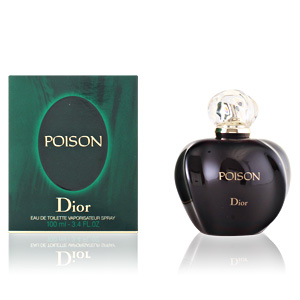 POISON
Dior
EAU DE TOILETTE VAPORISATEUR SPRAY
100 ml - 3.4 FL.OZ
POISON
Dior